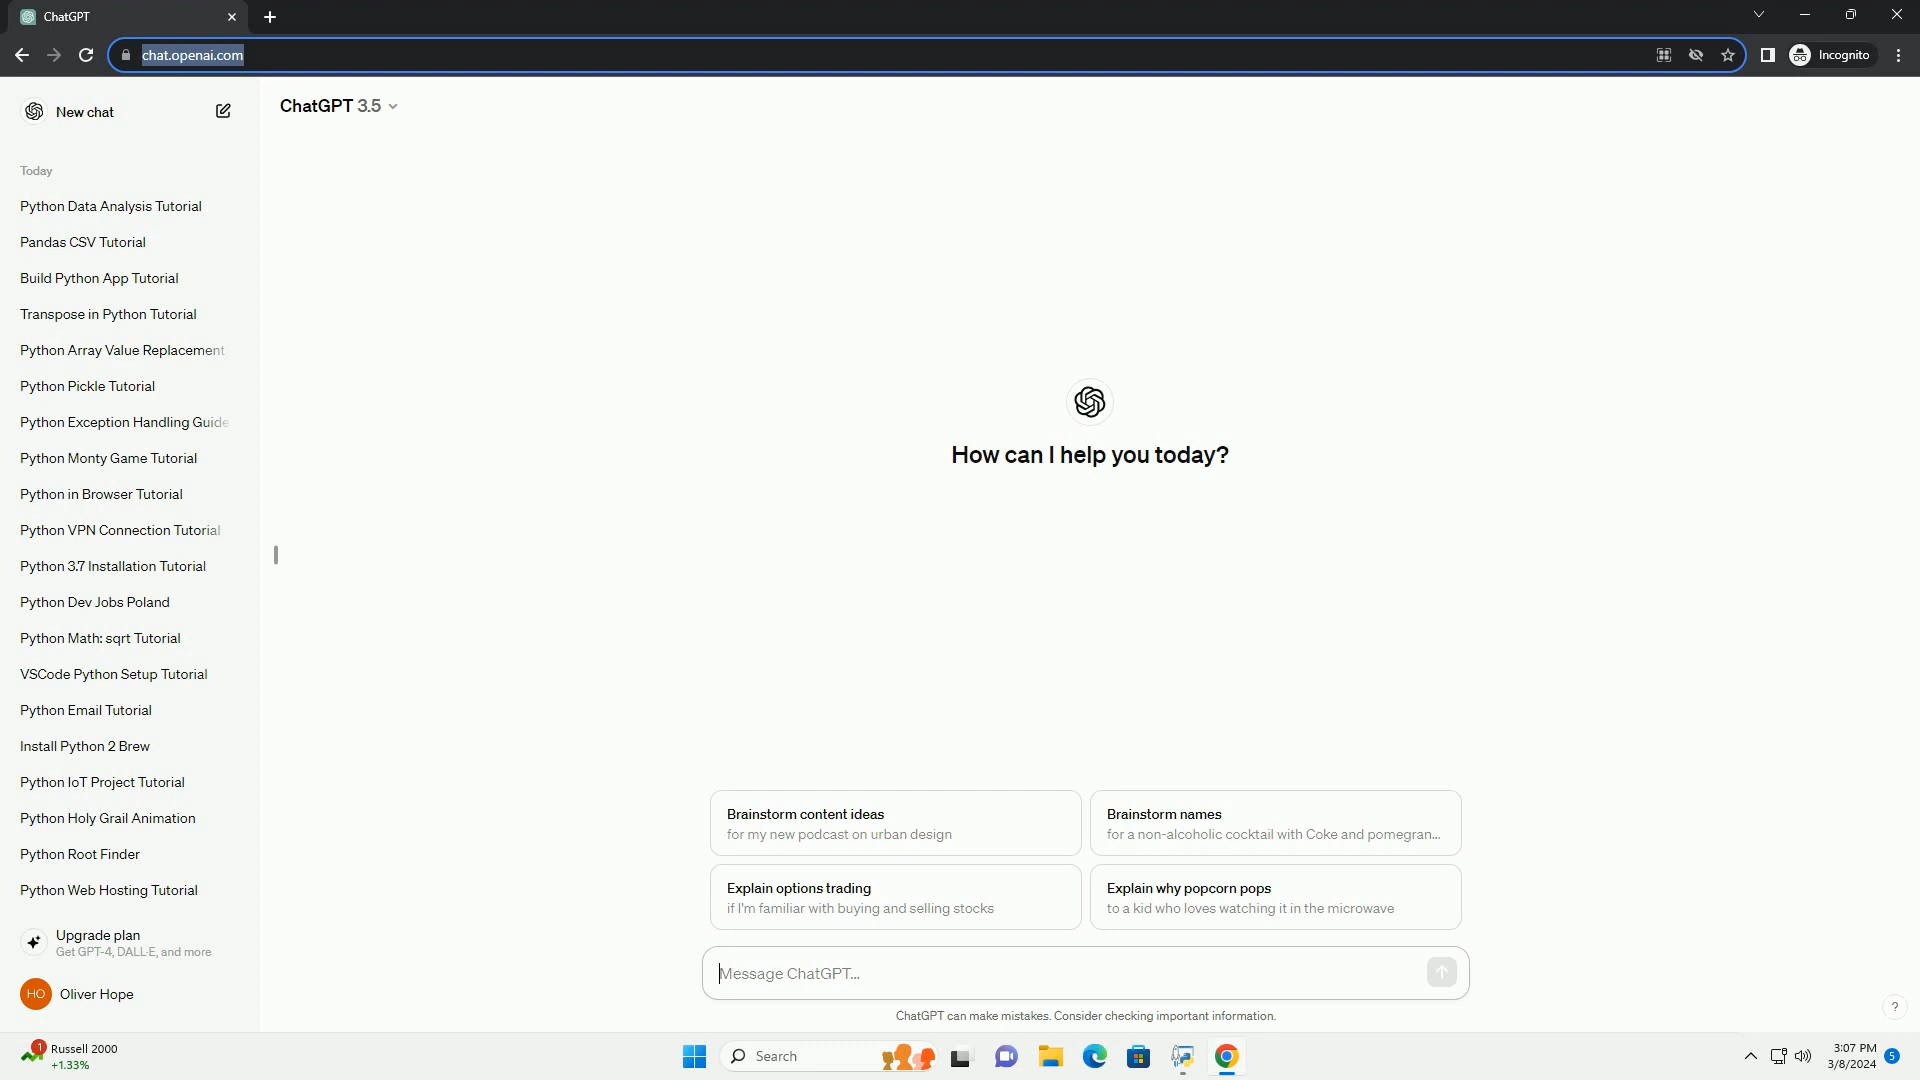 ChatGPT
chat.openai.com
Incognito
New chat
ChatGPT 3.5
Today
Python Data Analysis Tutorial
Pandas CSV Tutorial
Build Python App Tutorial
Transpose in Python Tutorial
Python Array Value Replacement
Python Pickle Tutorial
Python Exception Handling Guide
Python Monty Game Tutorial
Python in Browser Tutorial
Python VPN Connection Tutorial
Python 3.7 Installation Tutorial
Python Dev Jobs Poland
Python Math: sqrt Tutorial
VSCode Python Setup Tutorial
Python Email Tutorial
Install Python 2 Brew
Python IoT Project Tutorial
Python Holy Grail Animation
Python Root Finder
Python Web Hosting Tutorial
Upgrade plan
Get GPT-4, DALL·E, and more
HO
Oliver Hope
How can I help you today?
Brainstorm content ideas
for my new podcast on urban design
Brainstorm names
for a non-alcoholic cocktail with Coke and pomegran...
Explain options trading
if I'm familiar with buying and selling stocks
Explain why popcorn pops
to a kid who loves watching it in the microwave
Message ChatGPT...
ChatGPT can make mistakes. Consider checking important information.
?
1
Russell 2000
+1.33%
Search
3:07 PM
3/8/2024
5